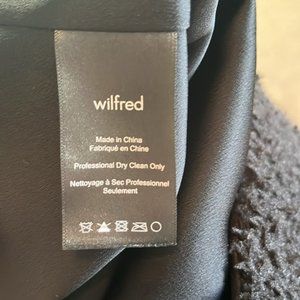 wilfred
Made in China
Fabriqué en Chine
Professional Dry Clean Only
Nettoyage à Sec Professionnel
Seulement